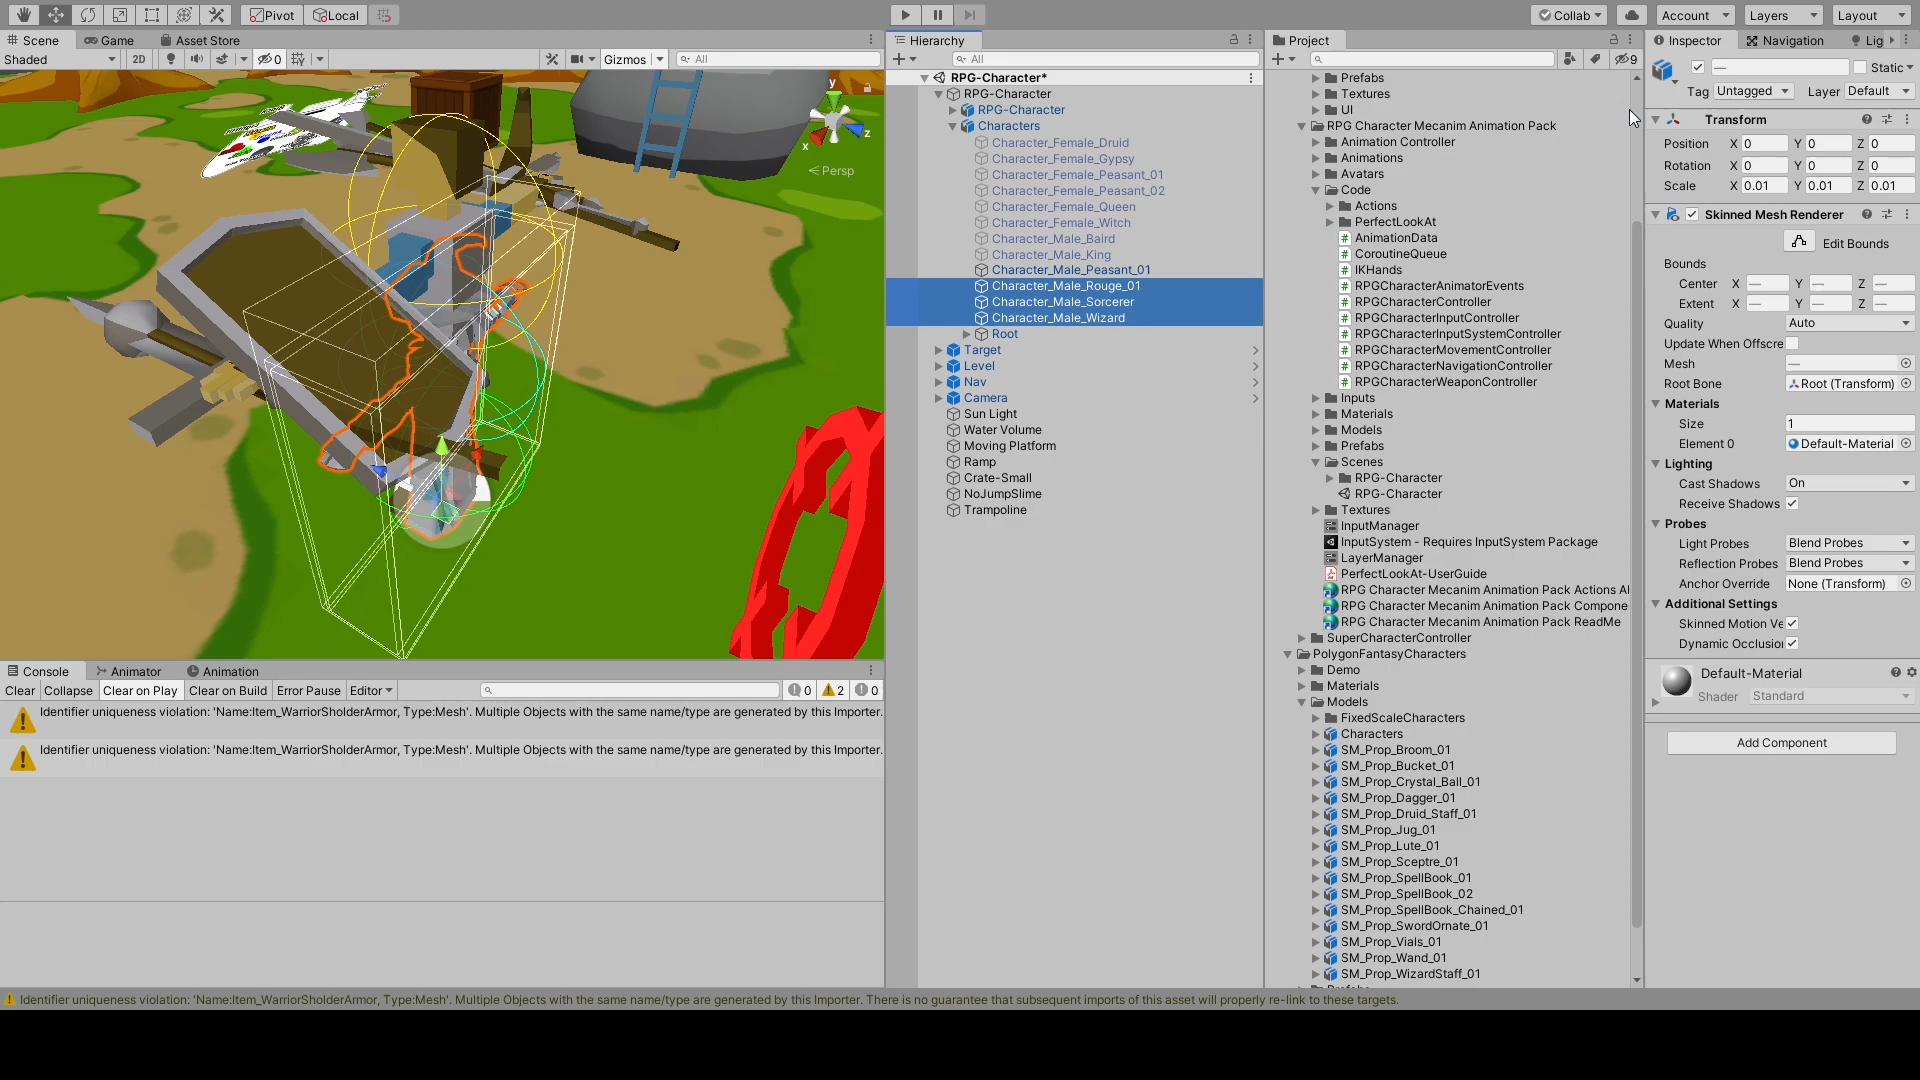 Pivot Local Collab Account Layers Layout
Scene Game Asset Store
Shaded 2D 0 Gizmos All
y
x z
Persp
Console Animator Animation
Clear Collapse Clear on Play Clear on Build Error Pause Editor 0 2 0
Identifier uniqueness violation: 'Name:Item_WarriorSholderArmor, Type:Mesh'. Multiple Objects with the same name/type are generated by this Importer.
Identifier uniqueness violation: 'Name:Item_WarriorSholderArmor, Type:Mesh'. Multiple Objects with the same name/type are generated by this Importer.
Hierarchy
All
RPG-Character*
RPG-Character
RPG-Character
Characters
Character_Female_Druid
Character_Female_Gypsy
Character_Female_Peasant_01
Character_Female_Peasant_02
Character_Female_Queen
Character_Female_Witch
Character_Male_Baird
Character_Male_King
Character_Male_Peasant_01
Character_Male_Rouge_01
Character_Male_Sorcerer
Character_Male_Wizard
Root
Target
Level
Nav
Camera
Sun Light
Water Volume
Moving Platform
Ramp
Crate-Small
NoJumpSlime
Trampoline
Project
9
Prefabs
Textures
UI
RPG Character Mecanim Animation Pack
Animation Controller
Animations
Avatars
Code
Actions
PerfectLookAt
AnimationData
CoroutineQueue
IKHands
RPGCharacterAnimatorEvents
RPGCharacterController
RPGCharacterInputController
RPGCharacterInputSystemController
RPGCharacterMovementController
RPGCharacterNavigationController
RPGCharacterWeaponController
Inputs
Materials
Models
Prefabs
Scenes
RPG-Character
RPG-Character
Textures
InputManager
InputSystem - Requires InputSystem Package
LayerManager
PerfectLookAt-UserGuide
RPG Character Mecanim Animation Pack Actions Al
RPG Character Mecanim Animation Pack Compone
RPG Character Mecanim Animation Pack ReadMe
SuperCharacterController
PolygonFantasyCharacters
Demo
Materials
Models
FixedScaleCharacters
Characters
SM_Prop_Broom_01
SM_Prop_Bucket_01
SM_Prop_Crystal_Ball_01
SM_Prop_Dagger_01
SM_Prop_Druid_Staff_01
SM_Prop_Jug_01
SM_Prop_Lute_01
SM_Prop_Sceptre_01
SM_Prop_SpellBook_01
SM_Prop_SpellBook_02
SM_Prop_SpellBook_Chained_01
SM_Prop_SwordOrnate_01
SM_Prop_Vials_01
SM_Prop_Wand_01
SM_Prop_WizardStaff_01
Inspector Navigation Lig
— Static
Tag Untagged Layer Default
Transform
Position X 0 Y 0 Z 0
Rotation X 0 Y 0 Z 0
Scale X 0.01 Y 0.01 Z 0.01
Skinned Mesh Renderer
Edit Bounds
Bounds
Center X — Y — Z —
Extent X — Y — Z —
Quality Auto
Update When Offscre
Mesh —
Root Bone Root (Transform)
Materials
Size 1
Element 0 Default-Material
Lighting
Cast Shadows On
Receive Shadows
Probes
Light Probes Blend Probes
Reflection Probes Blend Probes
Anchor Override None (Transform)
Additional Settings
Skinned Motion Ve
Dynamic Occlusion
Default-Material
Shader Standard
Add Component
Identifier uniqueness violation: 'Name:Item_WarriorSholderArmor, Type:Mesh'. Multiple Objects with the same name/type are generated by this Importer. There is no guarantee that subsequent imports of this asset will properly re-link to these targets.